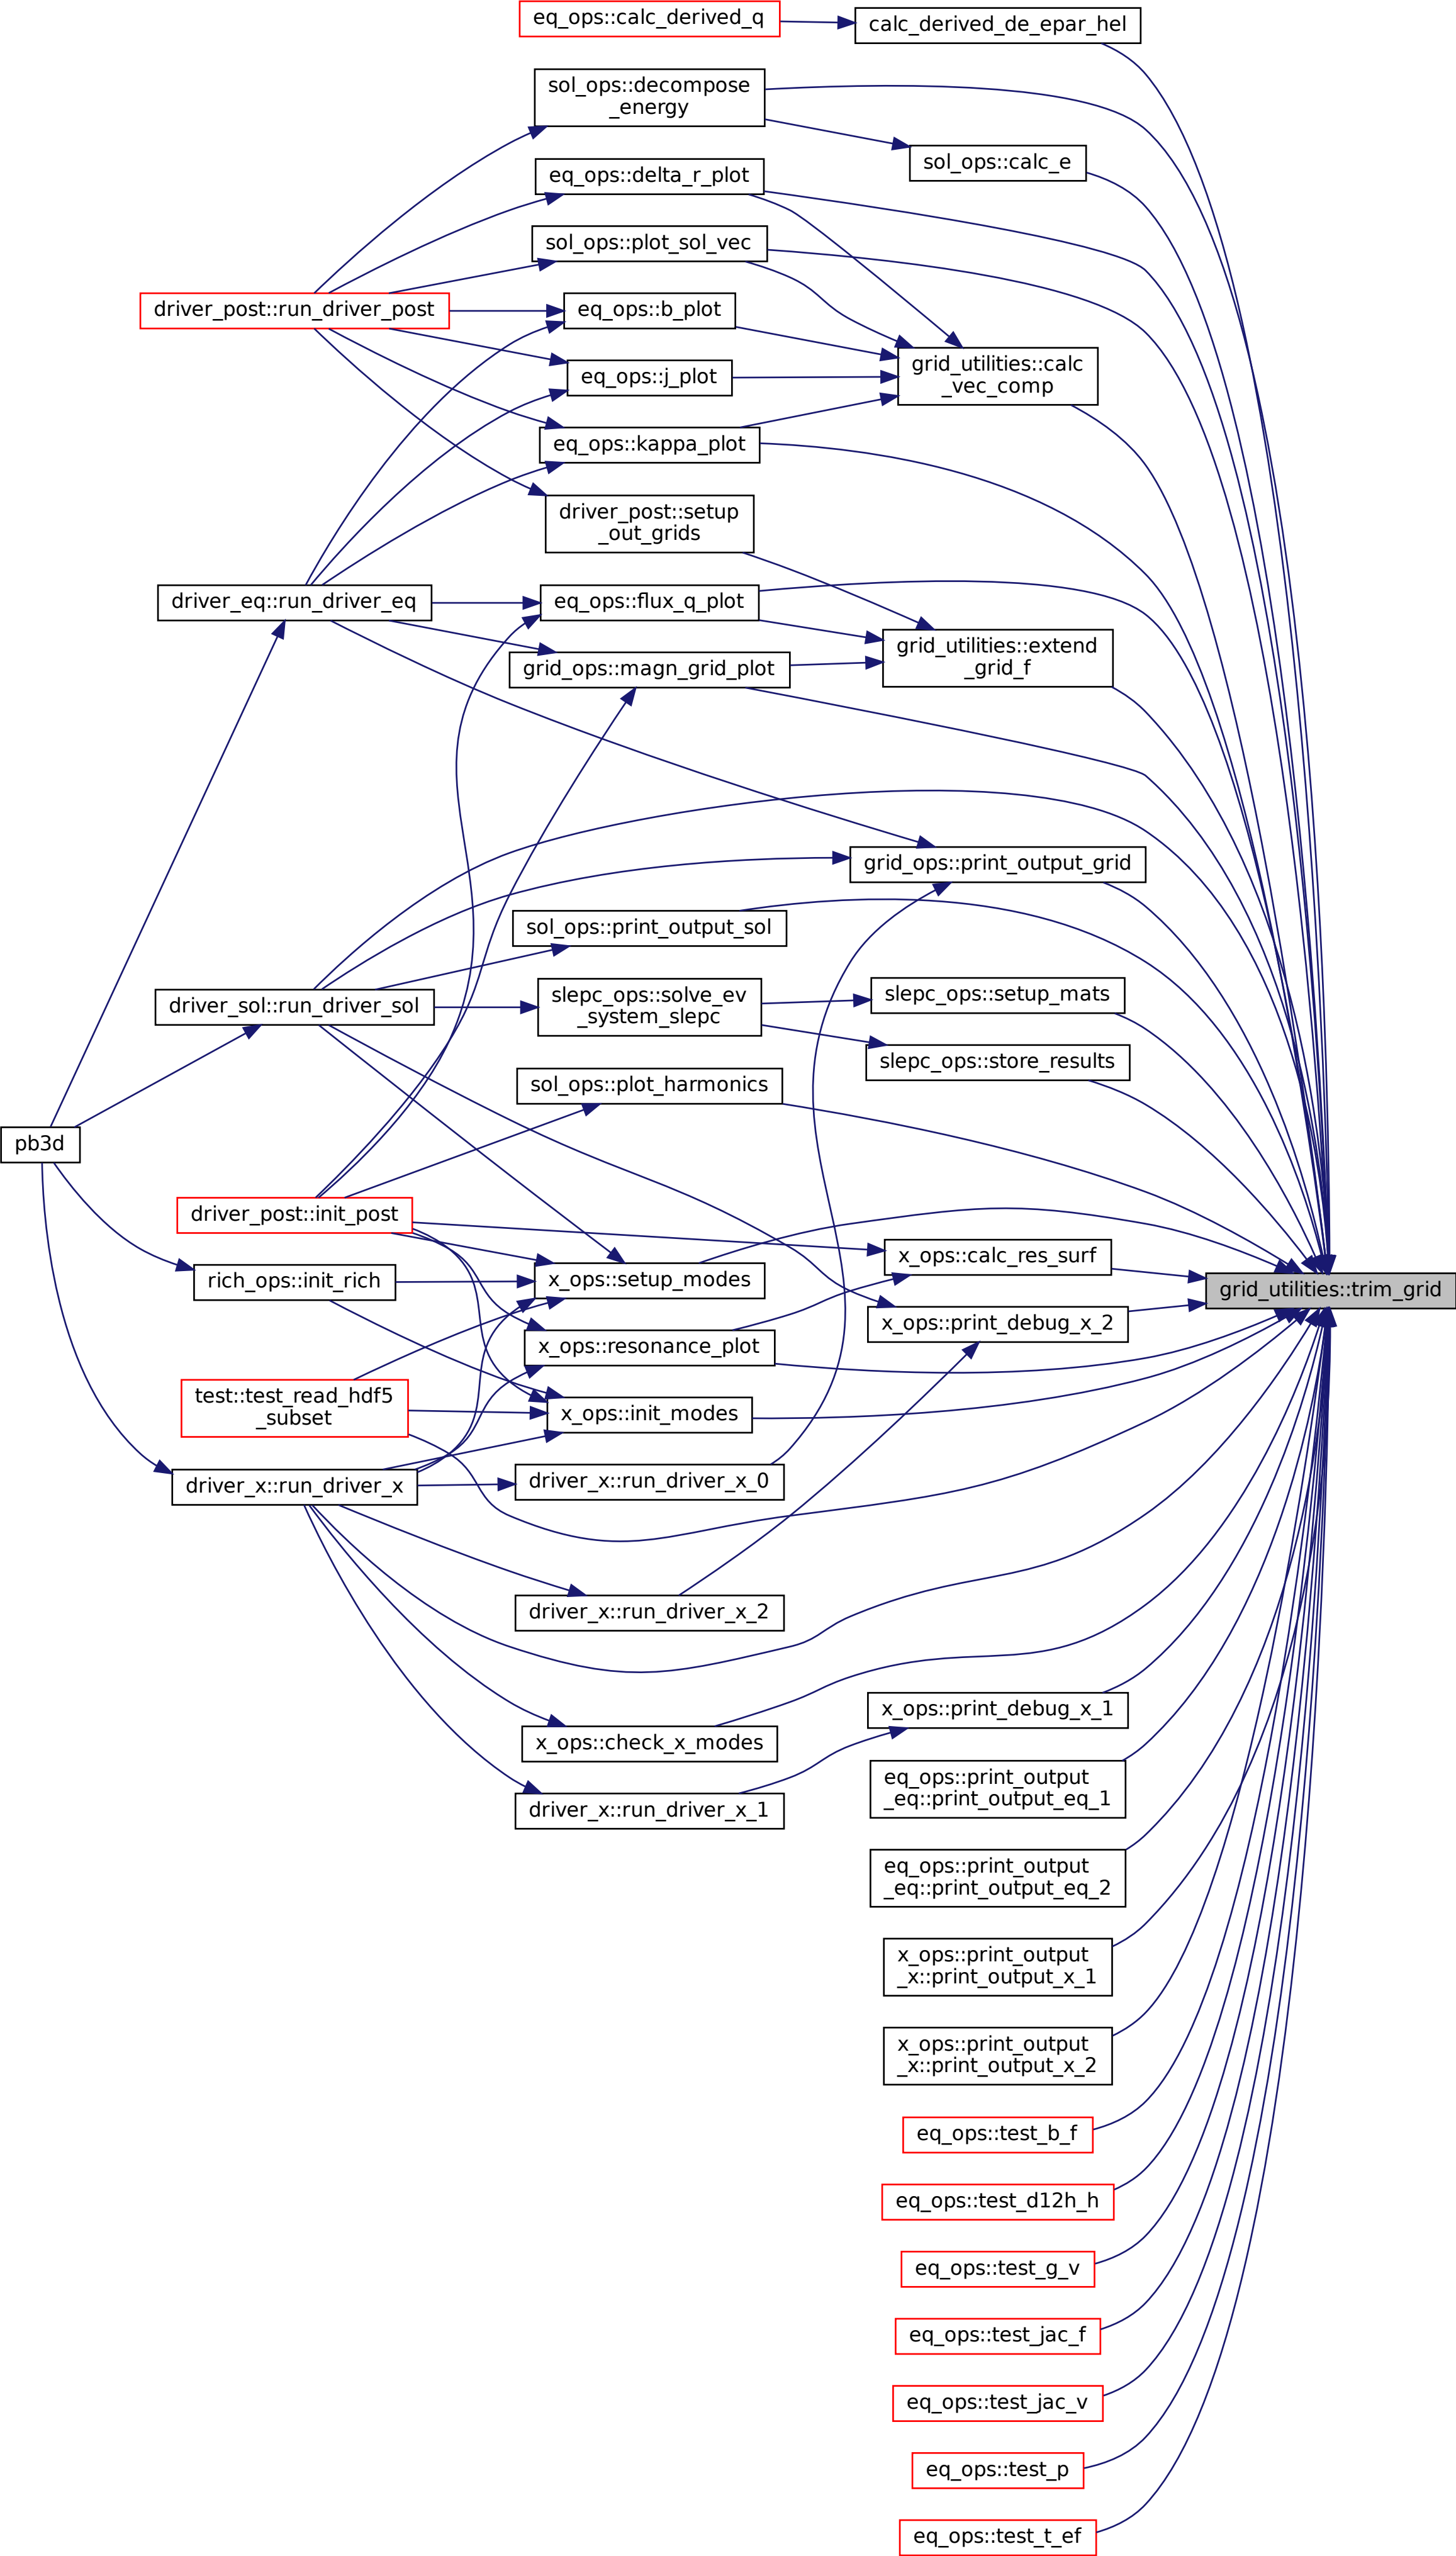 eq_ops::calc_derived_q
calc_derived_de_epar_hel
sol_ops::decompose
_energy
sol_ops::calc_e
eq_ops::delta_r_plot
sol_ops::plot_sol_vec
driver_post::run_driver_post
eq_ops::b_plot
grid_utilities::calc
_vec_comp
eq_ops::j_plot
eq_ops::kappa_plot
driver_post::setup
_out_grids
driver_eq::run_driver_eq
eq_ops::flux_q_plot
grid_utilities::extend
_grid_f
grid_ops::magn_grid_plot
grid_ops::print_output_grid
sol_ops::print_output_sol
driver_sol::run_driver_sol
slepc_ops::solve_ev
_system_slepc
slepc_ops::setup_mats
slepc_ops::store_results
sol_ops::plot_harmonics
pb3d
driver_post::init_post
x_ops::calc_res_surf
rich_ops::init_rich
x_ops::setup_modes
grid_utilities::trim_grid
x_ops::print_debug_x_2
x_ops::resonance_plot
test::test_read_hdf5
_subset
x_ops::init_modes
driver_x::run_driver_x
driver_x::run_driver_x_0
driver_x::run_driver_x_2
x_ops::print_debug_x_1
x_ops::check_x_modes
eq_ops::print_output
_eq::print_output_eq_1
driver_x::run_driver_x_1
eq_ops::print_output
_eq::print_output_eq_2
x_ops::print_output
_x::print_output_x_1
x_ops::print_output
_x::print_output_x_2
eq_ops::test_b_f
eq_ops::test_d12h_h
eq_ops::test_g_v
eq_ops::test_jac_f
eq_ops::test_jac_v
eq_ops::test_p
eq_ops::test_t_ef